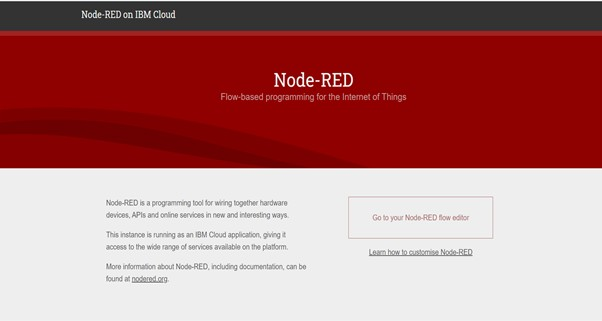 Node-RED on IBM Cloud
Node-RED
Flow-based programming for the Internet of Things
Node-RED is a programming tool for wiring together hardware
devices, APIs and online services in new and interesting ways.
This instance is running as an IBM Cloud application, giving it
access to the wide range of services available on the platform.
More information about Node-RED, including documentation, can be
found at nodered.org.
Go to your Node-RED flow editor
Learn how to customise Node-RED